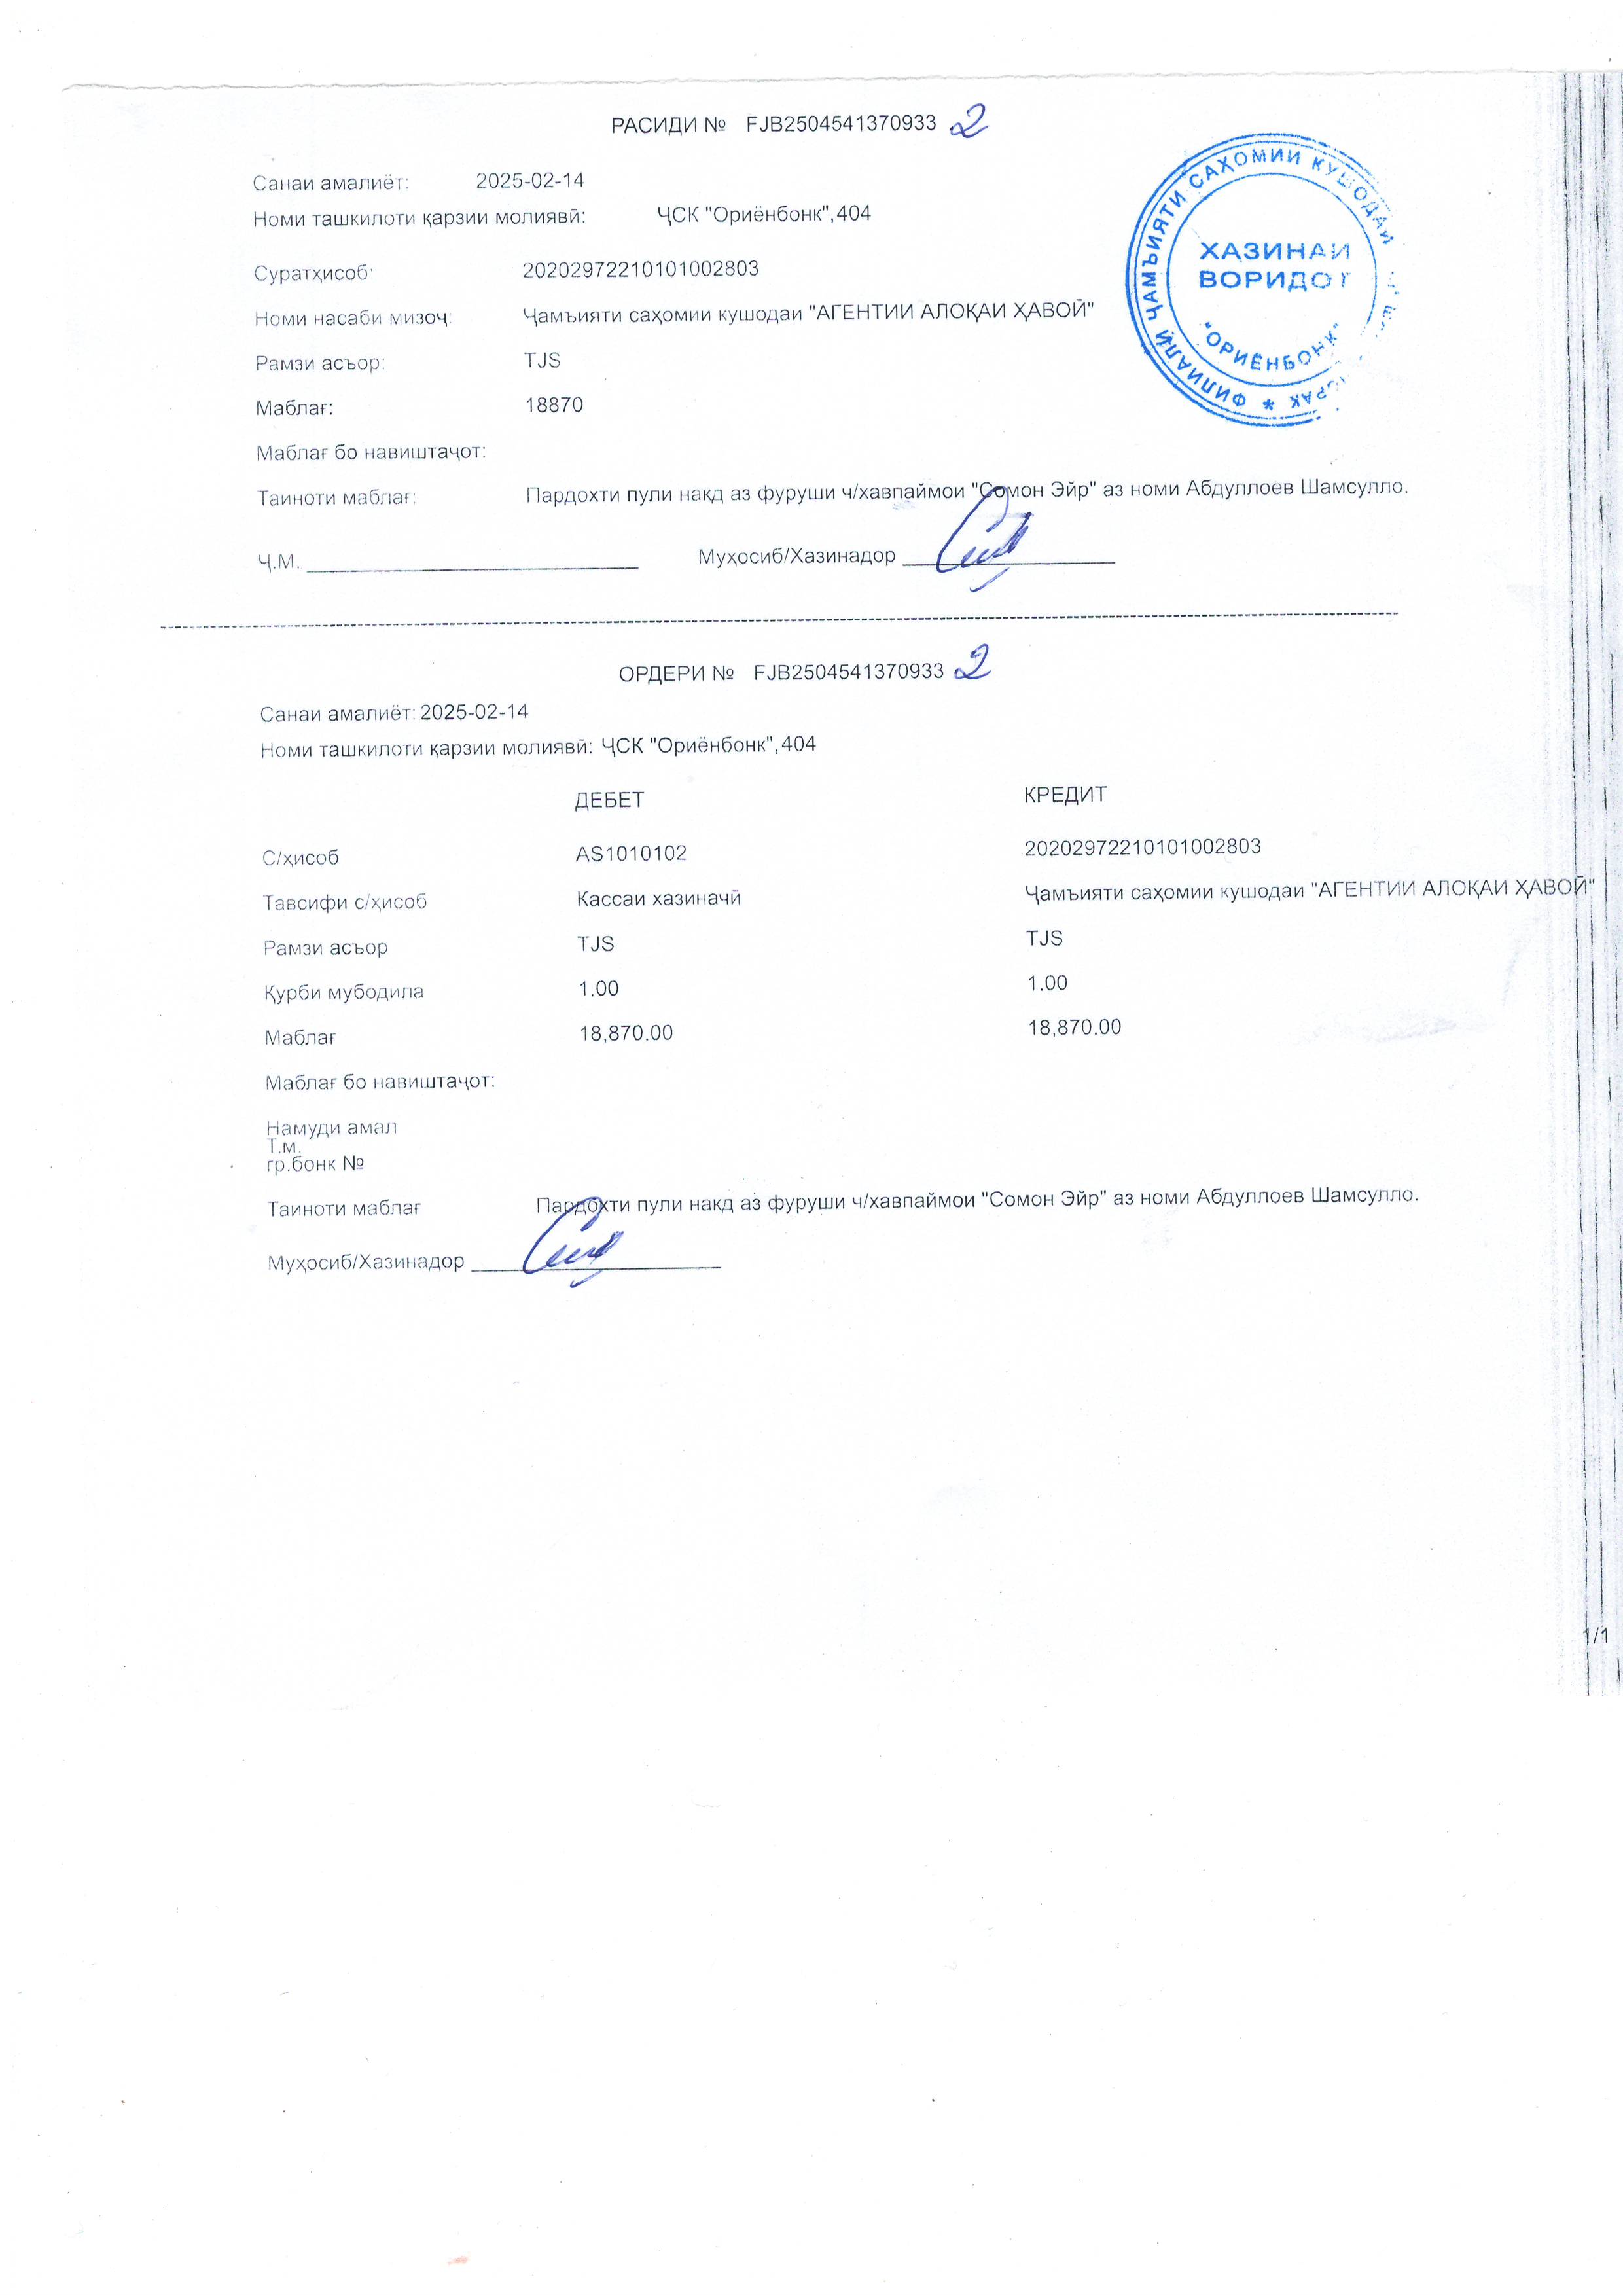 РАСИДИ № FJB2504541370933 2
Санаи амалиёт: 2025-02-14
Номи ташкилоти қарзии молиявӣ: ҶСК "Ориёнбонк",404
Суратҳисоб: 20202972210101002803
Номи насаби мизоҷ: Ҷамъияти саҳомии кушодаи "АГЕНТИИ АЛОҚАИ ҲАВОӢ"
Рамзи асъор: TJS
Маблағ: 18870
Маблағ бо навиштаҷот:
Таиноти маблағ: Пардохти пули накд аз фуруши ч/хавпаймои "Сомон Эйр" аз номи Абдуллоев Шамсулло.
Ҷ.М. Муҳосиб/Хазинадор
ФИЛИАЛИ ҶАМЪИЯТИ САҲОМИИ КУШОДАИ
ХАЗИНАИ
ВОРИДОТ
"ОРИЁНБОНК"
ОРДЕРИ № FJB2504541370933 2
Санаи амалиёт: 2025-02-14
Номи ташкилоти қарзии молиявӣ: ҶСК "Ориёнбонк",404
ДЕБЕТ КРЕДИТ
С/ҳисоб AS1010102 20202972210101002803
Тавсифи с/ҳисоб Кассаи хазиначӣ Ҷамъияти саҳомии кушодаи "АГЕНТИИ АЛОҚАИ ҲАВОӢ"
Рамзи асъор TJS TJS
Қурби мубодила 1.00 1.00
Маблағ 18,870.00 18,870.00
Маблағ бо навиштаҷот:
Намуди амал
Т.м.
гр.бонк №
Таиноти маблағ Пардохти пули накд аз фуруши ч/хавпаймои "Сомон Эйр" аз номи Абдуллоев Шамсулло.
Муҳосиб/Хазинадор
1/1